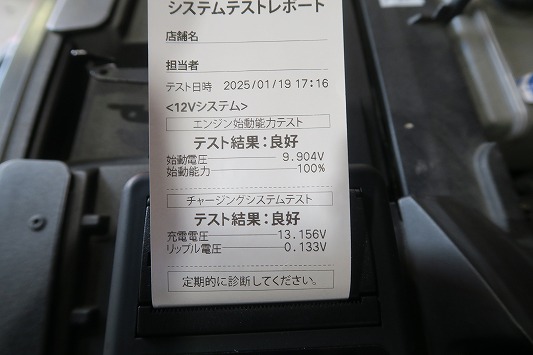 システムテストレポート
店舗名
担当者
テスト日時 2025/01/19 17:16
<12Vシステム>
エンジン始動能力テスト
テスト結果:良好
始動電圧 9.904V
始動能力 100%
チャージングシステムテスト
テスト結果:良好
充電電圧 13.156V
リップル電圧 0.133V
定期的に診断してください。